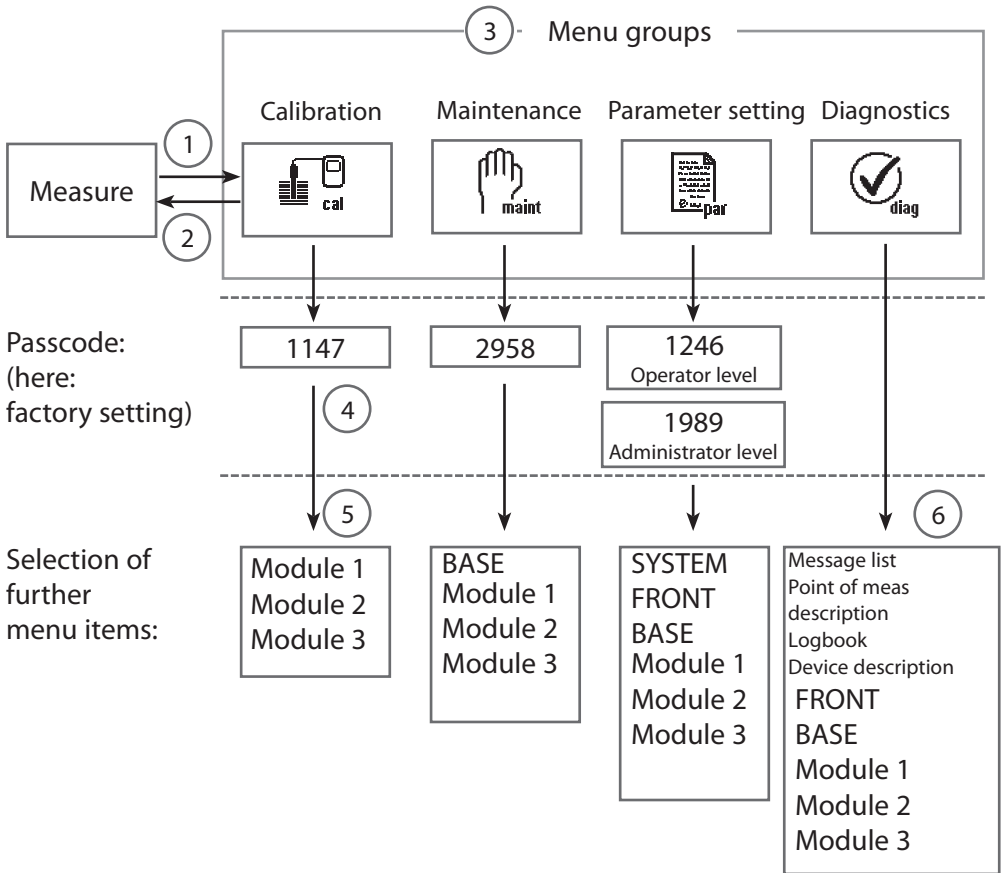 3 Menu groups
Calibration Maintenance Parameter setting Diagnostics
1
Measure
cal maint par diag
2
Passcode:
(here:
factory setting)
1147
2958
1246
Operator level
1989
Administrator level
4
5
6
Selection of
further
menu items:
Module 1
Module 2
Module 3
BASE
Module 1
Module 2
Module 3
SYSTEM
FRONT
BASE
Module 1
Module 2
Module 3
Message list
Point of meas
description
Logbook
Device description
FRONT
BASE
Module 1
Module 2
Module 3